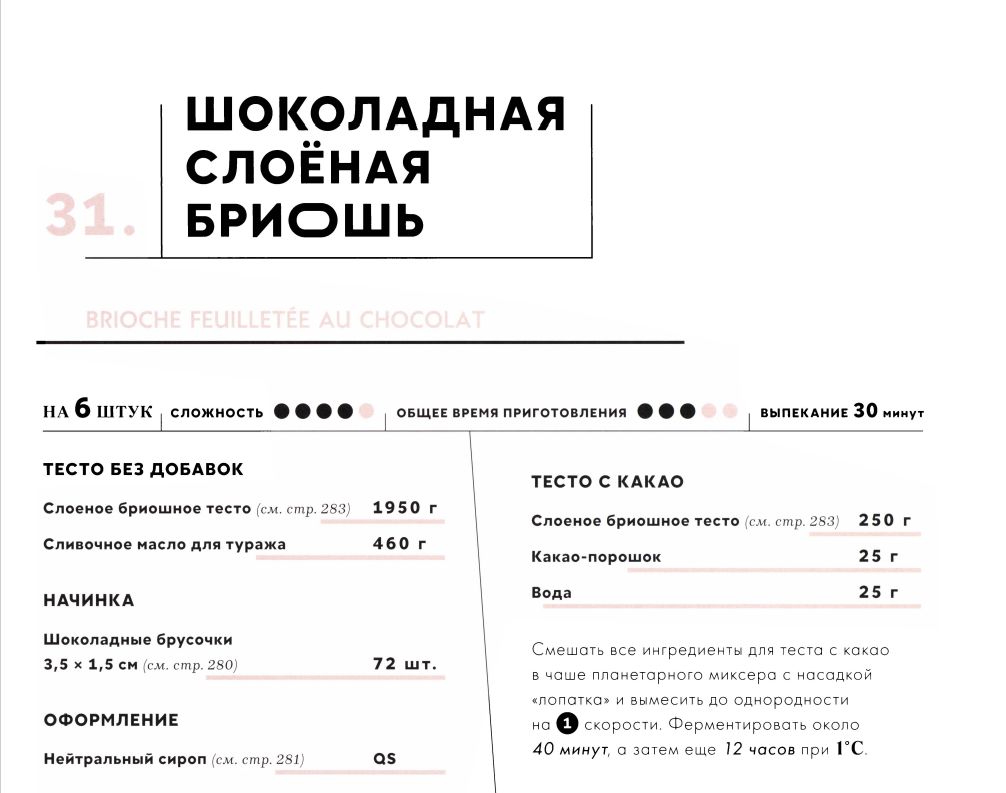 31.
ШОКОЛАДНАЯ
СЛОЁНАЯ
БРИОШЬ
BRIOCHE FEUILLETÉE AU CHOCOLAT
НА 6 ШТУК СЛОЖНОСТЬ ОБЩЕЕ ВРЕМЯ ПРИГОТОВЛЕНИЯ ВЫПЕКАНИЕ 30 минут
ТЕСТО БЕЗ ДОБАВОК
Слоеное бриошное тесто (см. стр. 283) 1950 г
Сливочное масло для туража 460 г
НАЧИНКА
Шоколадные брусочки
3,5 × 1,5 см (см. стр. 280) 72 шт.
ОФОРМЛЕНИЕ
Нейтральный сироп (см. стр. 281) QS
ТЕСТО С КАКАО
Слоеное бриошное тесто (см. стр. 283) 250 г
Какао-порошок 25 г
Вода 25 г
Смешать все ингредиенты для теста с какао
в чаше планетарного миксера с насадкой
«лопатка» и вымесить до однородности
на 1 скорости. Ферментировать около
40 минут, а затем еще 12 часов при 1°C.